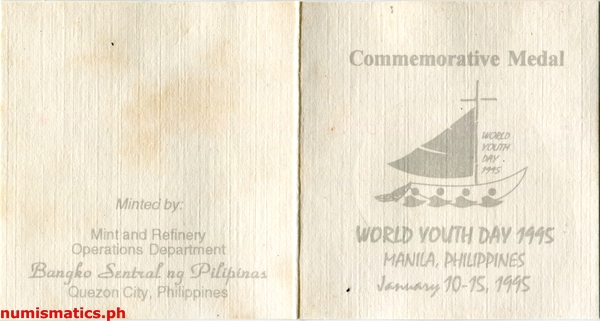 Minted by:
Mint and Refinery
Operations Department
Bangko Sentral ng Pilipinas
Quezon City, Philippines
numismatics.ph
Commemorative Medal
WORLD
YOUTH
DAY
1995
WORLD YOUTH DAY 1995
MANILA, PHILIPPINES
January 10-15, 1995